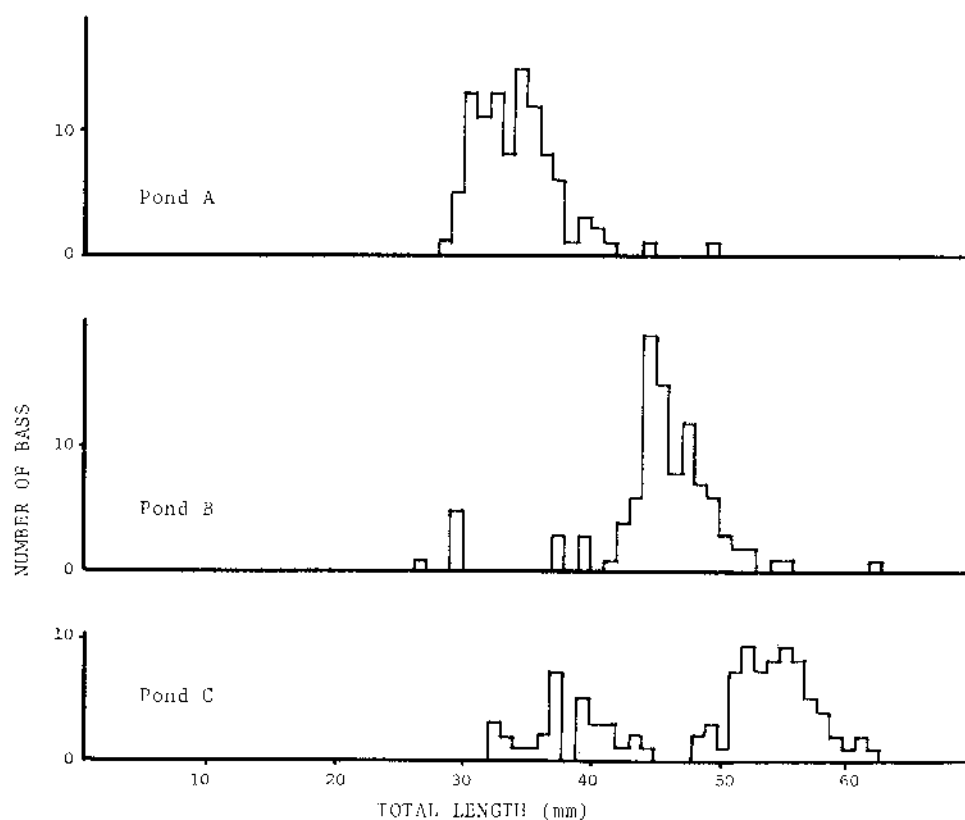 10
Pond A
0
NUMBER OF BASS
10
Pond B
0
10
Pond C
0
10 20 30 40 50 60
TOTAL LENGTH (mm)